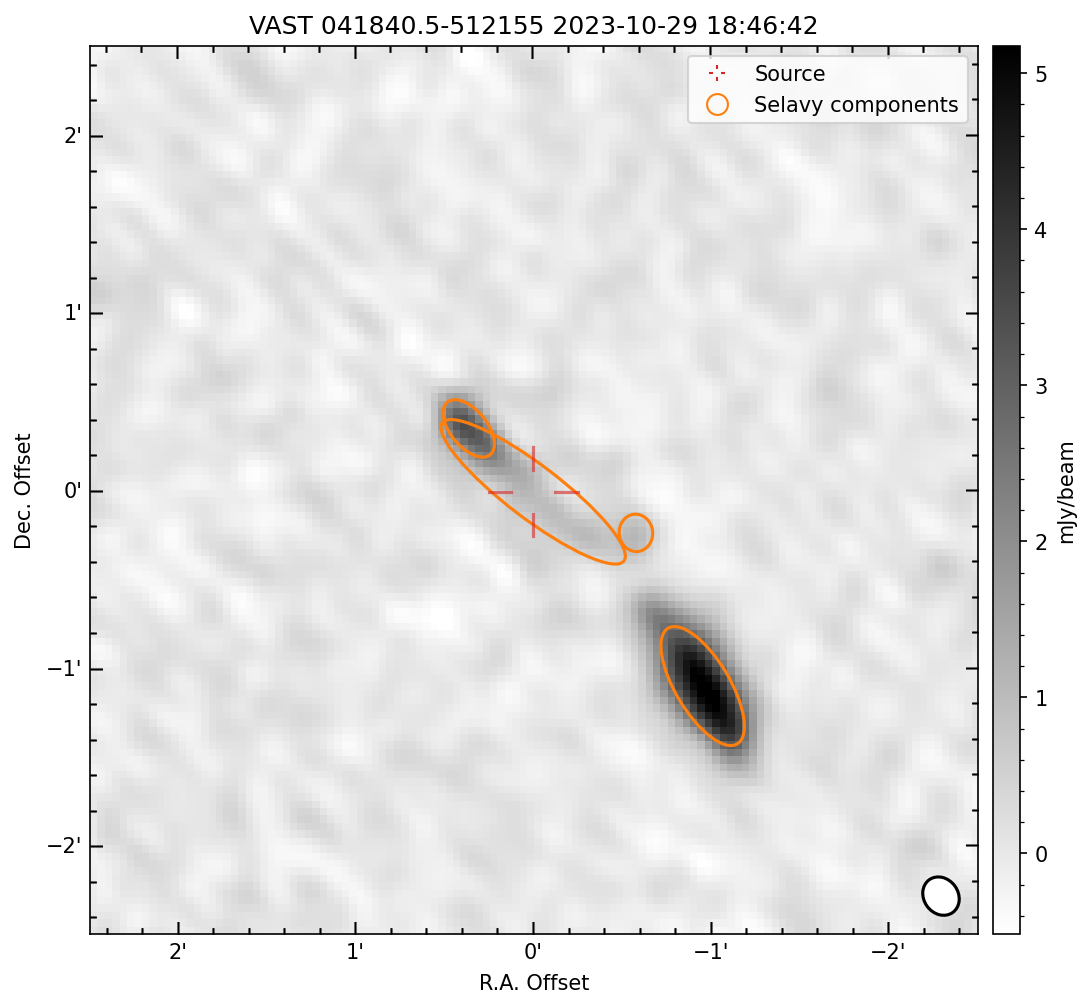 VAST 041840.5-512155 2023-10-29 18:46:42
Source
Selavy components
2'
1'
0'
−1'
−2'
Dec. Offset
2'
1'
0'
−1'
−2'
R.A. Offset
5
4
3
2
1
0
mJy/beam